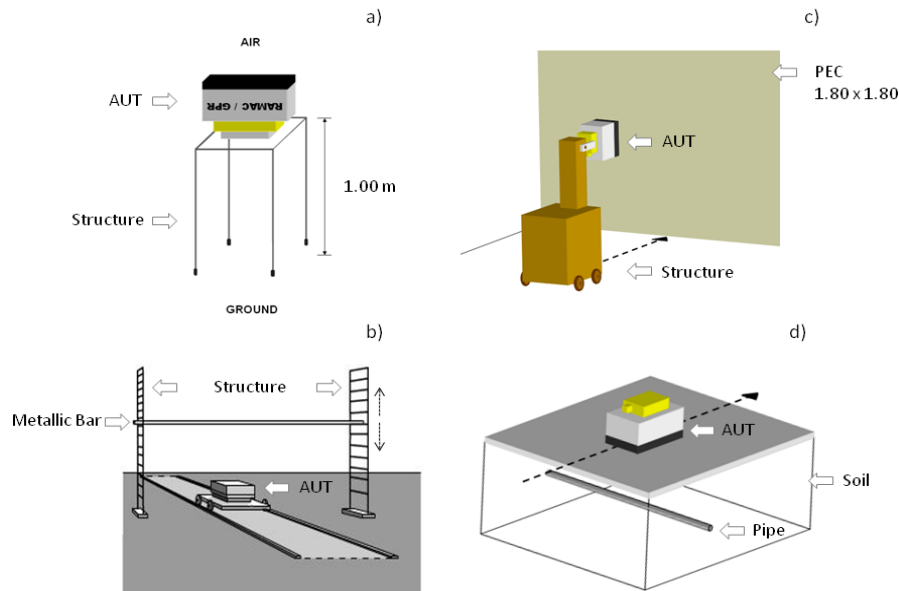 a)
AIR
AUT
RAMAC / GPR
1.00 m
Structure
GROUND
c)
PEC
1.80 x 1.80
AUT
Structure
b)
Structure
Metallic Bar
AUT
d)
AUT
Soil
Pipe